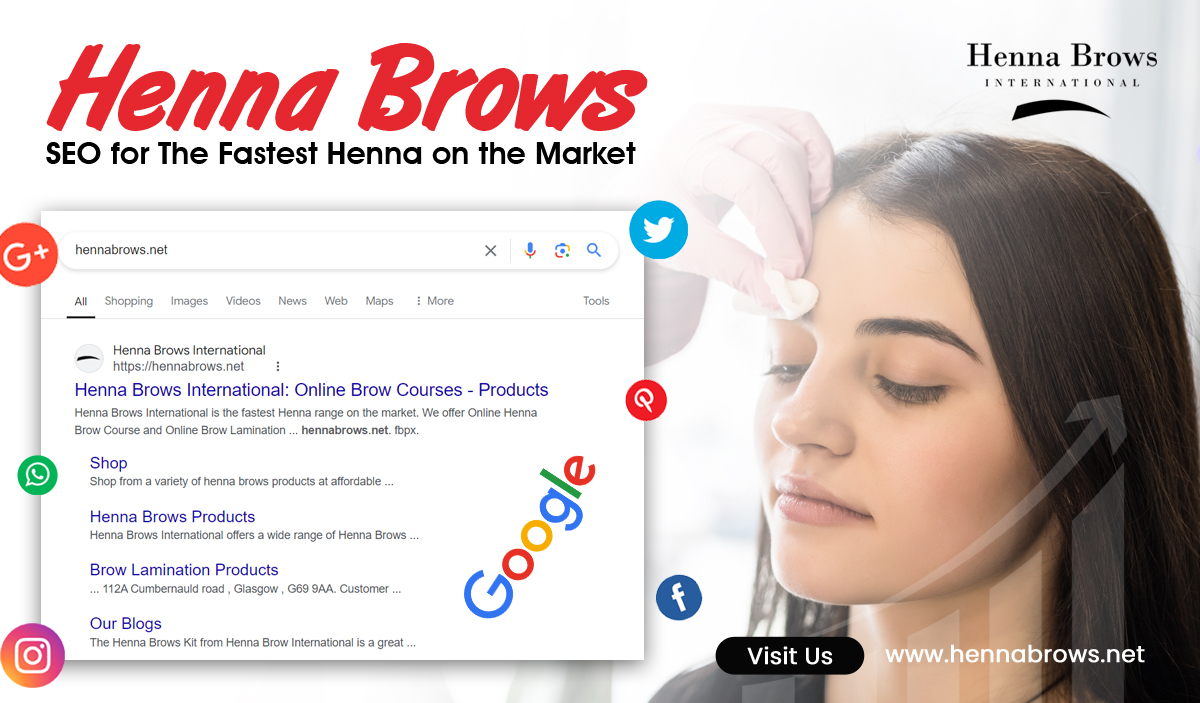 Henna Brows
SEO for The Fastest Henna on the Market
Henna Brows
INTERNATIONAL
G+
hennabrows.net
All Shopping Images Videos News Web Maps More Tools
Henna Brows International
https://hennabrows.net
Henna Brows International: Online Brow Courses - Products
Henna Brows International is the fastest Henna range on the market. We offer Online Henna
Brow Course and Online Brow Lamination ... hennabrows.net. fbpx.
Shop
Shop from a variety of henna brows products at affordable ...
Henna Brows Products
Henna Brows International offers a wide range of Henna Brows ...
Brow Lamination Products
... 112A Cumbernauld road , Glasgow , G69 9AA. Customer ...
Our Blogs
The Henna Brows Kit from Henna Brow International is a great ...
Google
f
Visit Us
www.hennabrows.net